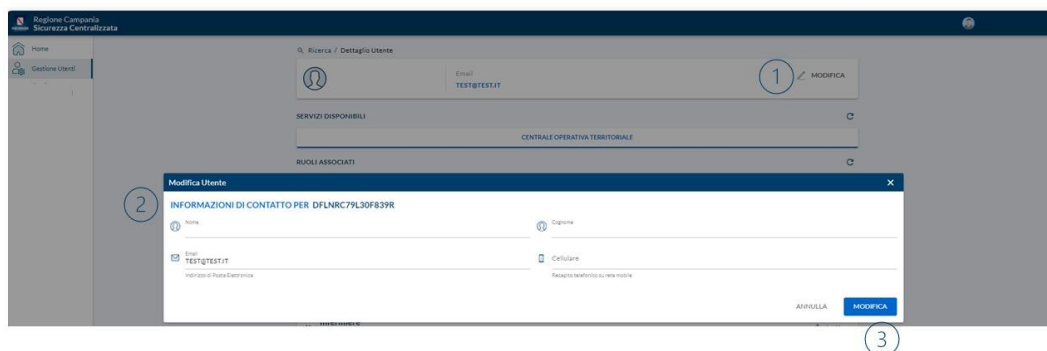 Regione Campania
Sicurezza Centralizzata
Home
Gestione Utenti
Ricerca / Dettaglio Utente
Email
TEST@TEST.IT
1
MODIFICA
SERVIZI DISPONIBILI
CENTRALE OPERATIVA TERRITORIALE
RUOLI ASSOCIATI
Modifica Utente
2
INFORMAZIONI DI CONTATTO PER DFLNRC79L30F839R
Nome
Cognome
Email
TEST@TEST.IT
Cellulare
Indirizzo di Posta Elettronica
Recapito telefonico su rete mobile
ANNULLA
MODIFICA
Infermiere
3